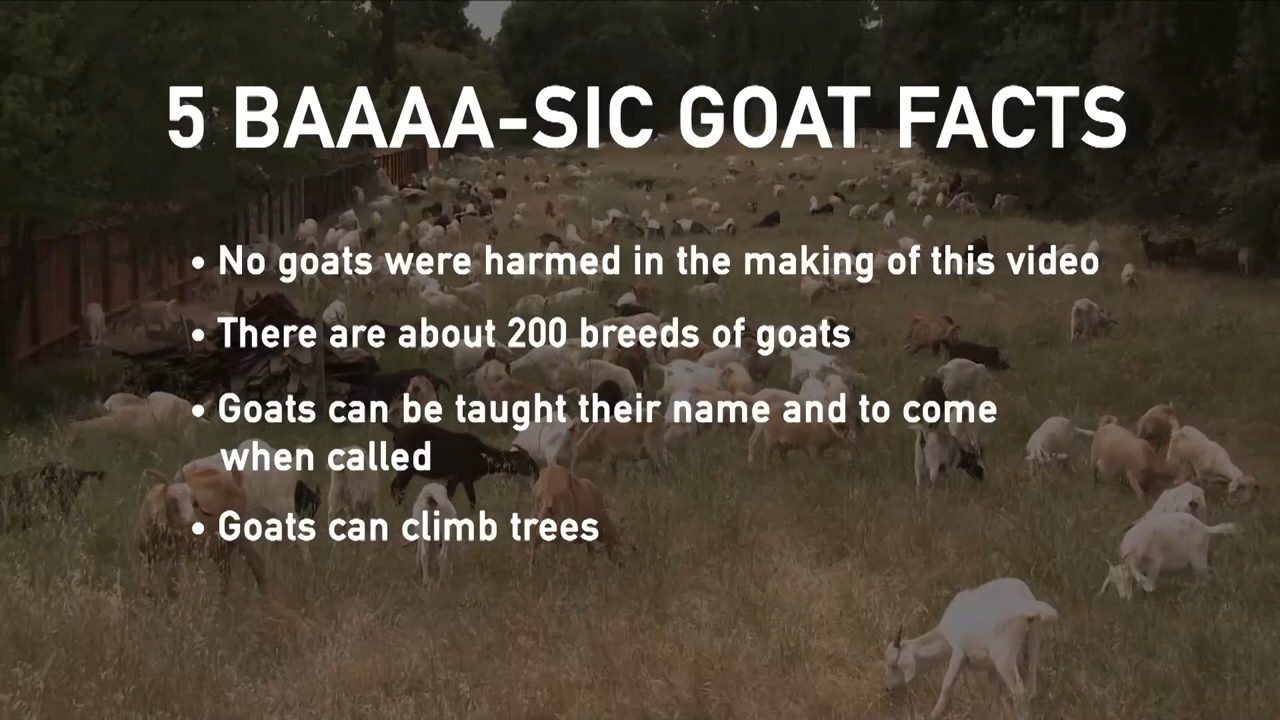 5 BAAAA-SIC GOAT FACTS
• No goats were harmed in the making of this video
• There are about 200 breeds of goats
• Goats can be taught their name and to come
when called
• Goats can climb trees